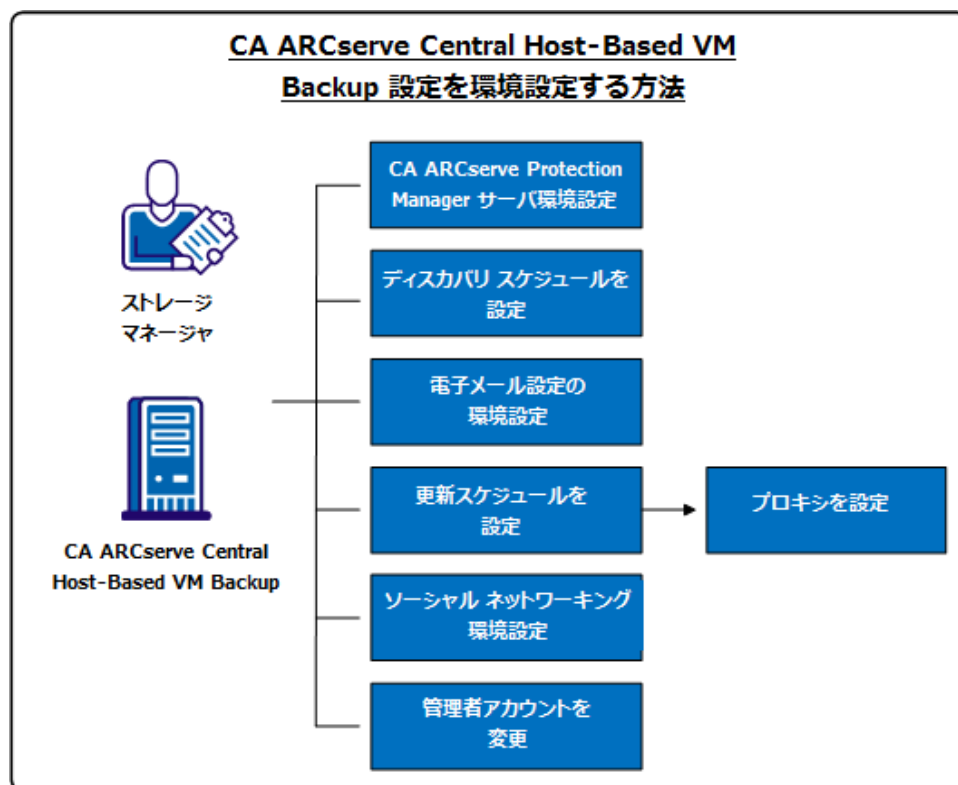 CA ARCserve Central Host-Based VM
Backup 設定を環境設定する方法
ストレージ
マネージャ
CA ARCserve Central
Host-Based VM Backup
CA ARCserve Protection
Manager サーバ環境設定
ディスカバリ スケジュールを
設定
電子メール設定の
環境設定
更新スケジュールを
設定
プロキシを設定
ソーシャル ネットワーキング
環境設定
管理者アカウントを
変更